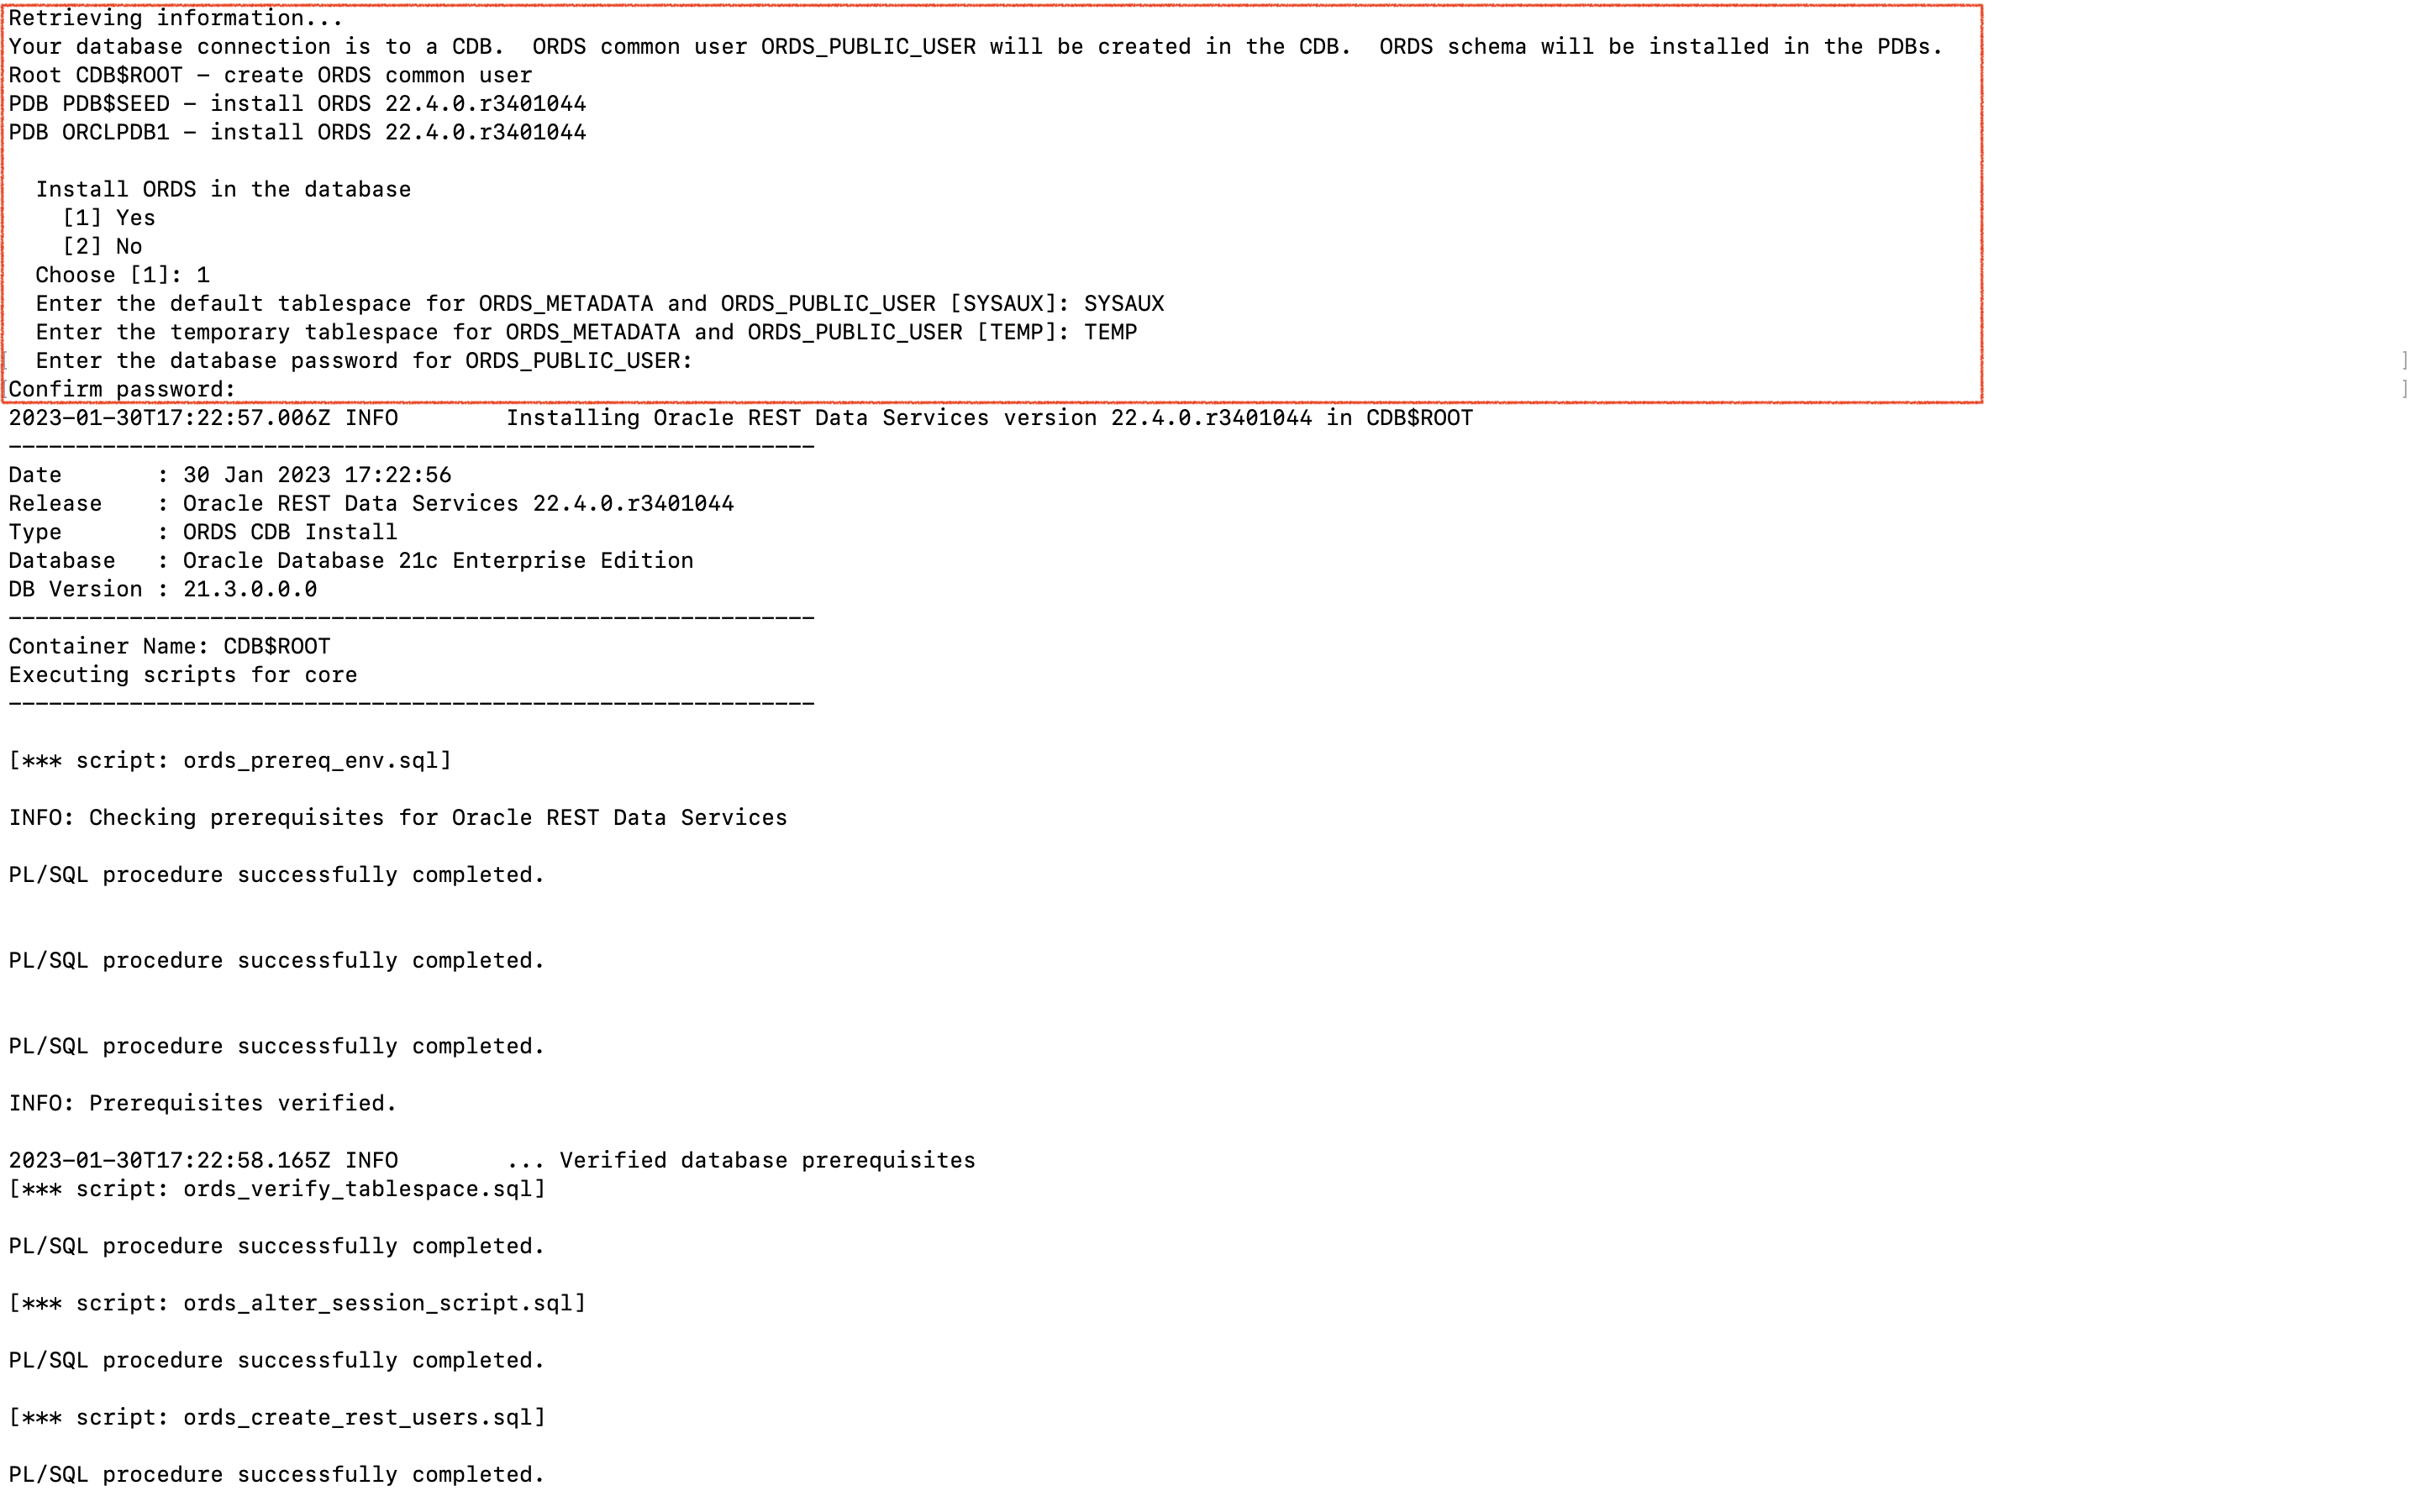 Retrieving information...
Your database connection is to a CDB.  ORDS common user ORDS_PUBLIC_USER will be created in the CDB.  ORDS schema will be installed in the PDBs.
Root CDB$ROOT – create ORDS common user
PDB PDB$SEED – install ORDS 22.4.0.r3401044
PDB ORCLPDB1 – install ORDS 22.4.0.r3401044
  Install ORDS in the database
    [1] Yes
    [2] No
  Choose [1]: 1
  Enter the default tablespace for ORDS_METADATA and ORDS_PUBLIC_USER [SYSAUX]: SYSAUX
  Enter the temporary tablespace for ORDS_METADATA and ORDS_PUBLIC_USER [TEMP]: TEMP
[  Enter the database password for ORDS_PUBLIC_USER: ]
[Confirm password: ]
2023–01–30T17:22:57.006Z INFO        Installing Oracle REST Data Services version 22.4.0.r3401044 in CDB$ROOT
––––––––––––––––––––––––––––––––––––––––––––––––––––––––––––
Date       : 30 Jan 2023 17:22:56
Release    : Oracle REST Data Services 22.4.0.r3401044
Type       : ORDS CDB Install
Database   : Oracle Database 21c Enterprise Edition
DB Version : 21.3.0.0.0
––––––––––––––––––––––––––––––––––––––––––––––––––––––––––––
Container Name: CDB$ROOT
Executing scripts for core
––––––––––––––––––––––––––––––––––––––––––––––––––––––––––––
[*** script: ords_prereq_env.sql]
INFO: Checking prerequisites for Oracle REST Data Services
PL/SQL procedure successfully completed.
PL/SQL procedure successfully completed.
PL/SQL procedure successfully completed.
INFO: Prerequisites verified.
2023–01–30T17:22:58.165Z INFO        ... Verified database prerequisites
[*** script: ords_verify_tablespace.sql]
PL/SQL procedure successfully completed.
[*** script: ords_alter_session_script.sql]
PL/SQL procedure successfully completed.
[*** script: ords_create_rest_users.sql]
PL/SQL procedure successfully completed.